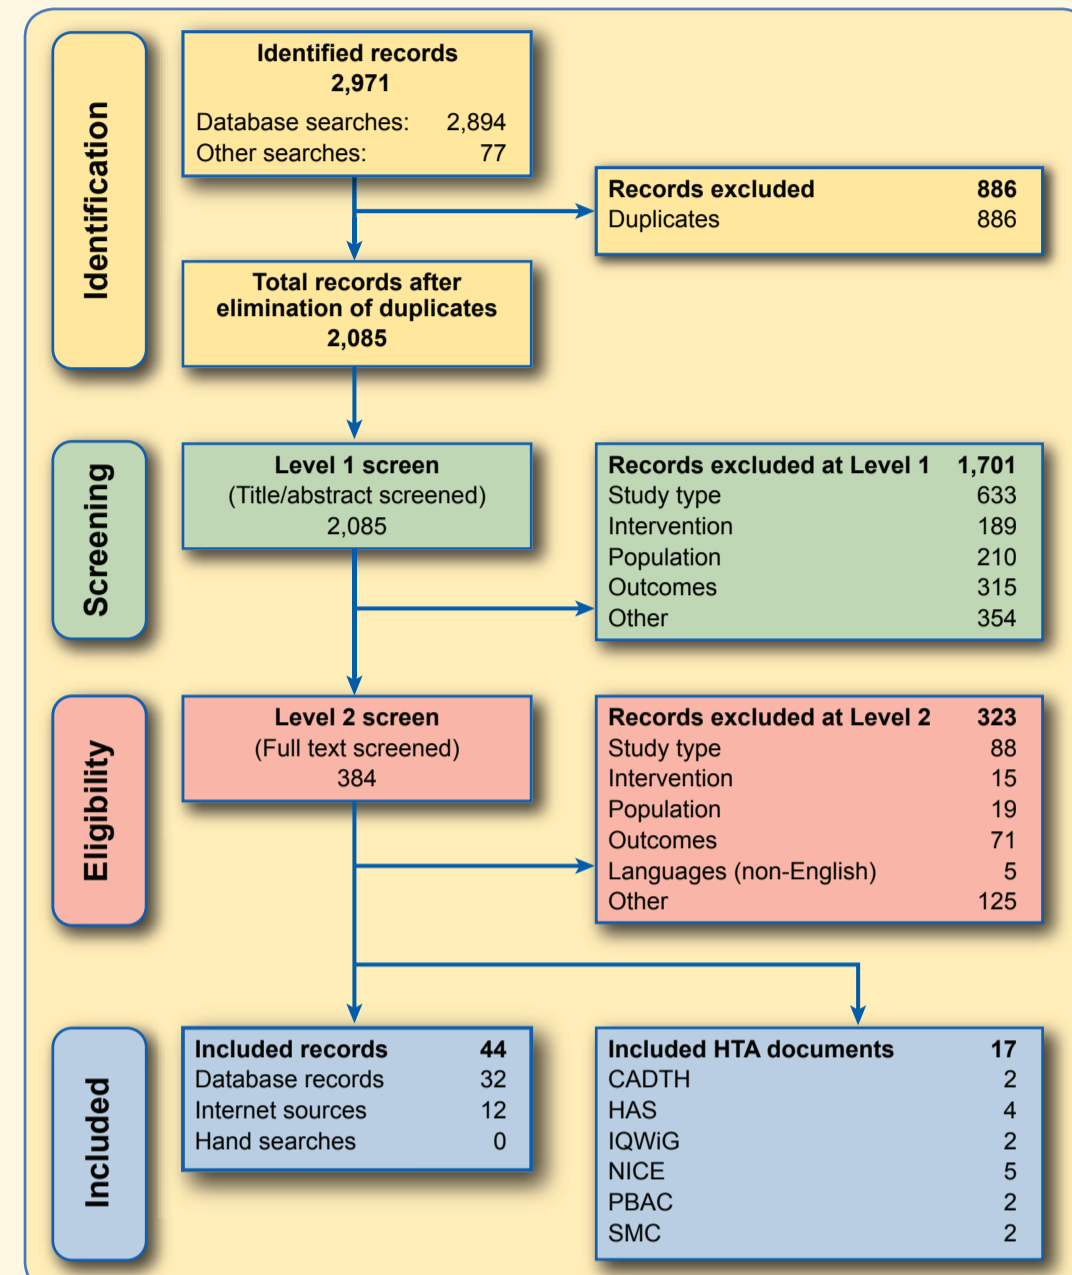 Identification
Identified records
2,971
Database searches: 2,894
Other searches: 77
Records excluded 886
Duplicates 886
Total records after
elimination of duplicates
2,085
Screening
Level 1 screen
(Title/abstract screened)
2,085
Records excluded at Level 1 1,701
Study type 633
Intervention 189
Population 210
Outcomes 315
Other 354
Eligibility
Level 2 screen
(Full text screened)
384
Records excluded at Level 2 323
Study type 88
Intervention 15
Population 19
Outcomes 71
Languages (non-English) 5
Other 125
Included
Included records 44
Database records 32
Internet sources 12
Hand searches 0
Included HTA documents 17
CADTH 2
HAS 4
IQWiG 2
NICE 5
PBAC 2
SMC 2